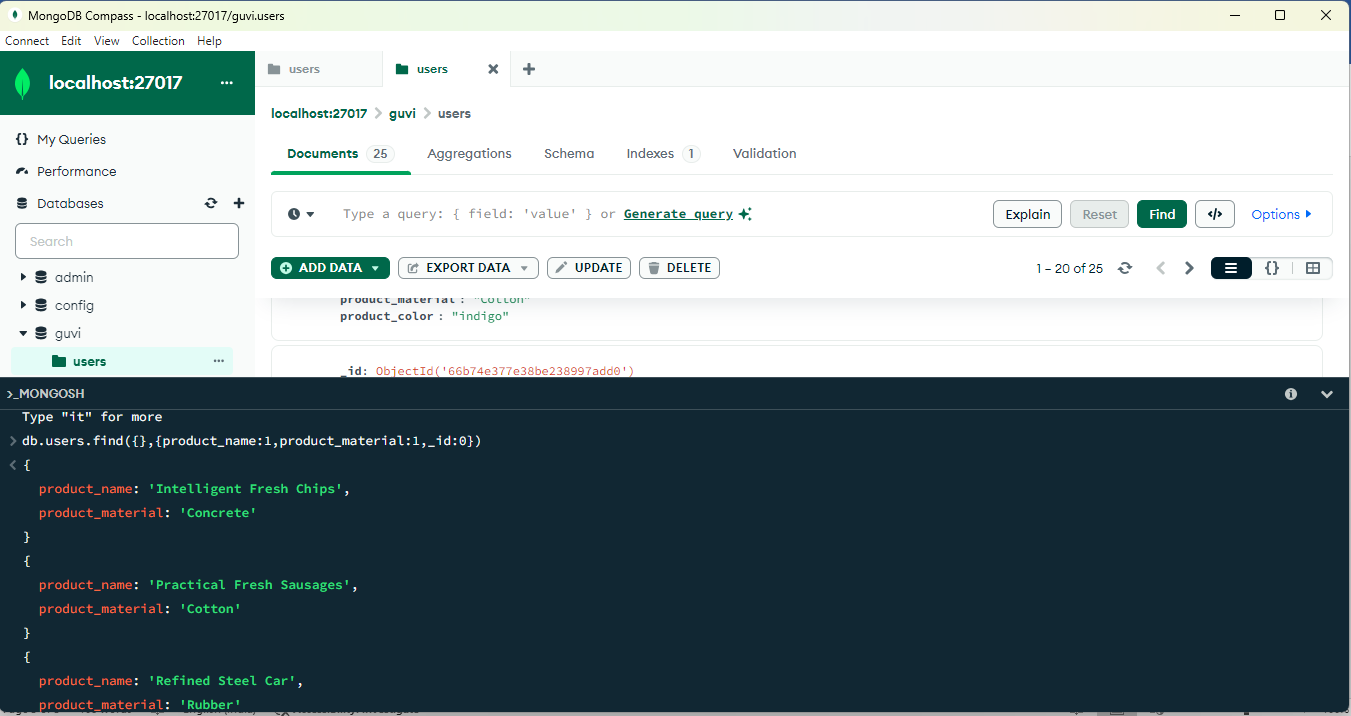 MongoDB Compass - localhost:27017/guvi.users
Connect Edit View Collection Help
localhost:27017 ...
users
users
localhost:27017 > guvi > users
{} My Queries
Performance
Databases
Search
admin
config
guvi
users ...
Documents 25 Aggregations Schema Indexes 1 Validation
Type a query: { field: 'value' } or Generate query
Explain Reset Find </> Options
ADD DATA EXPORT DATA UPDATE DELETE
1 – 20 of 25 {}
product_material : "Cotton"
product_color : "indigo"
_id: ObjectId('66b74e377e38be238997add0')
>_MONGOSH
Type "it" for more
> db.users.find({},{product_name:1,product_material:1,_id:0})
< {
product_name: 'Intelligent Fresh Chips',
product_material: 'Concrete'
}
{
product_name: 'Practical Fresh Sausages',
product_material: 'Cotton'
}
{
product_name: 'Refined Steel Car',
product_material: 'Rubber'